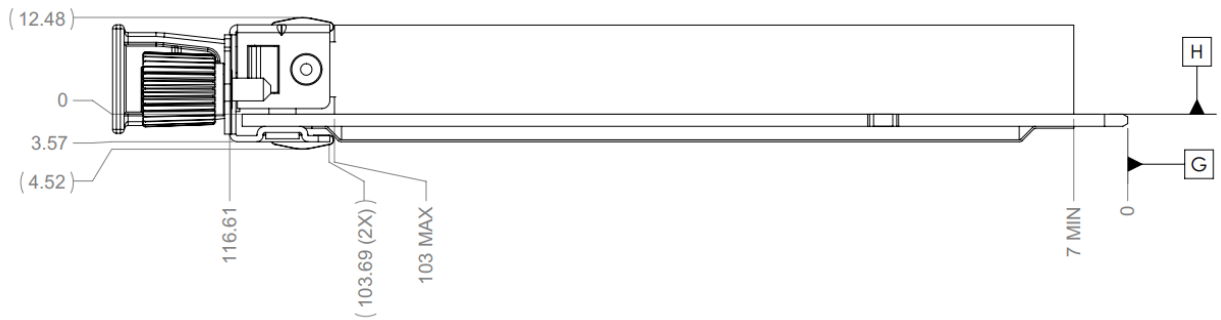 ( 12.48 )
H
0
3.57
G
( 4.52 )
116.61
( 103.69 (2X) )
103 MAX
7 MIN
0